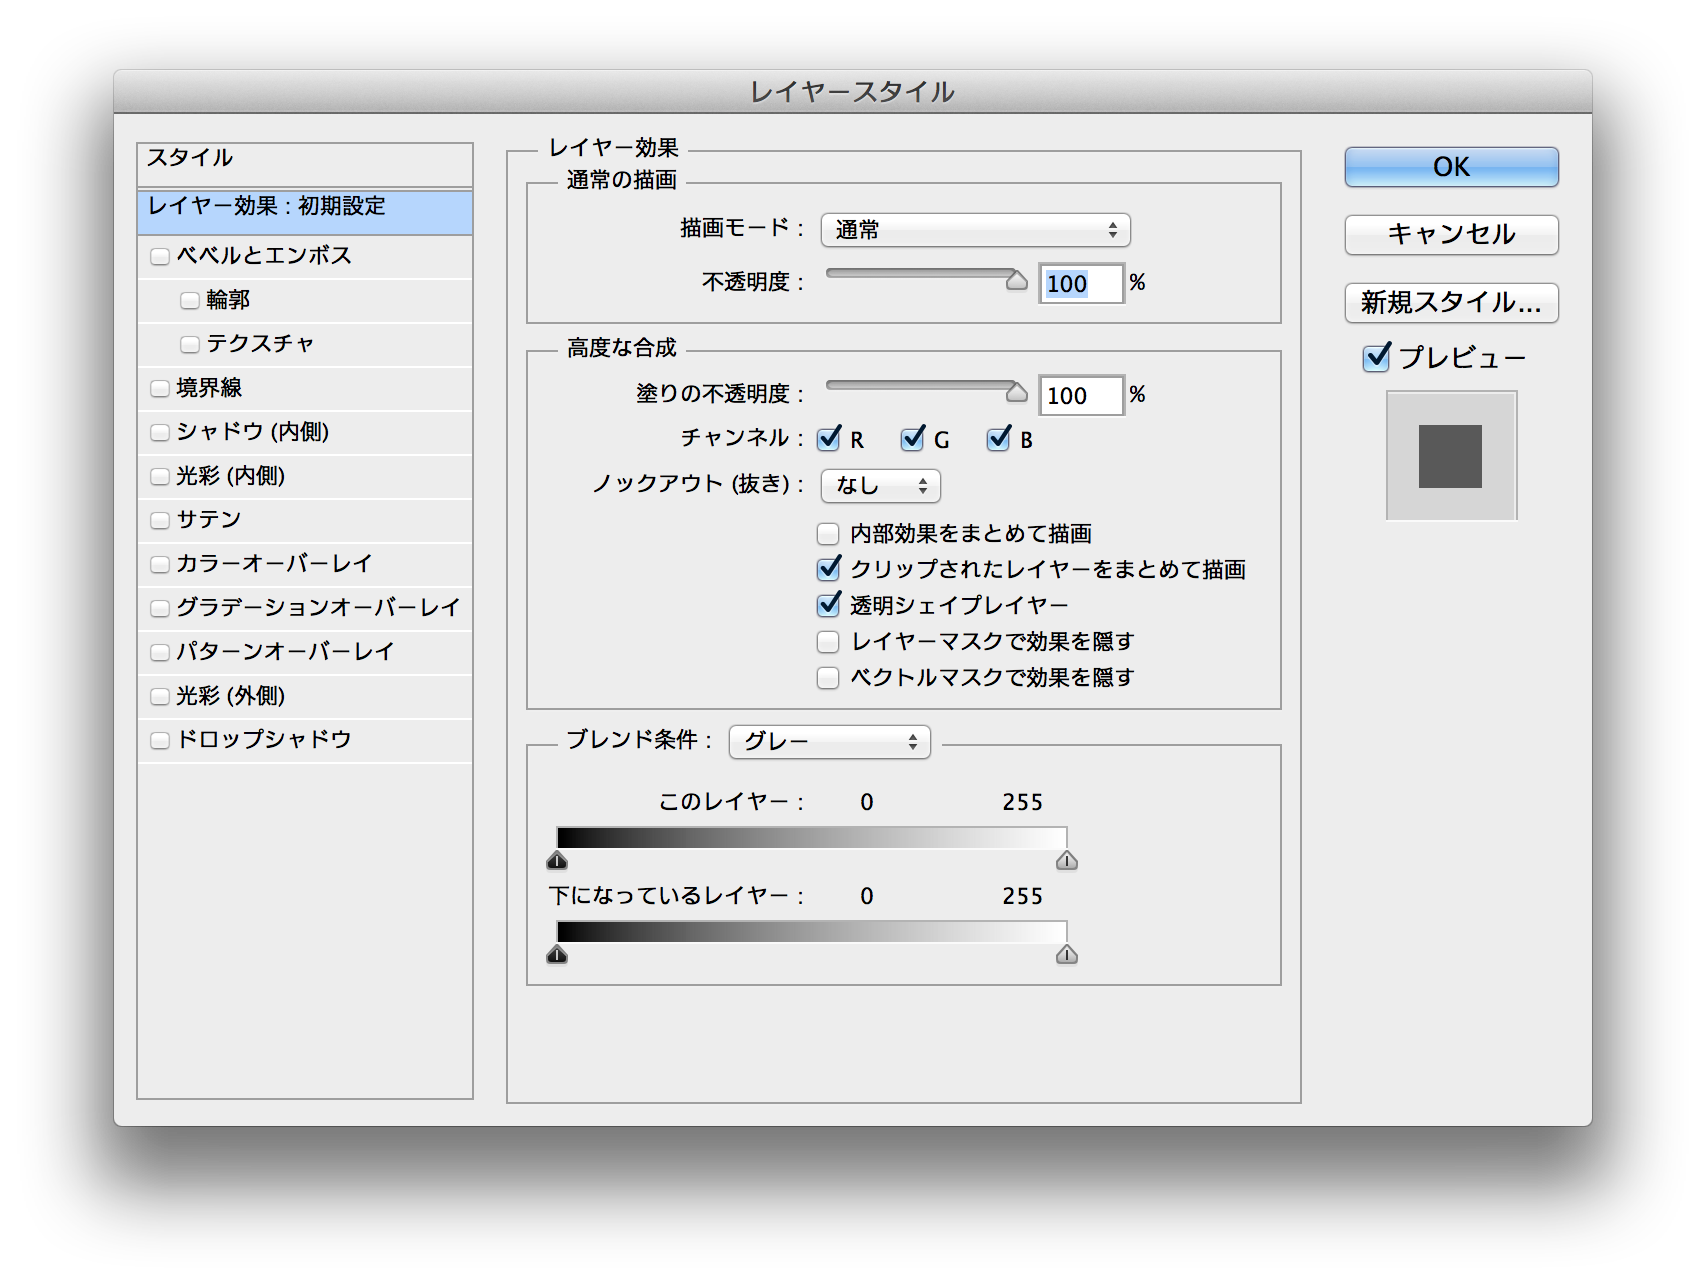 レイヤースタイル
スタイル
レイヤー効果 : 初期設定
ベベルとエンボス
輪郭
テクスチャ
境界線
シャドウ (内側)
光彩 (内側)
サテン
カラーオーバーレイ
グラデーションオーバーレイ
パターンオーバーレイ
光彩 (外側)
ドロップシャドウ
レイヤー効果
通常の描画
描画モード : 通常
不透明度 : 100 %
高度な合成
塗りの不透明度 : 100 %
チャンネル : R G B
ノックアウト (抜き) : なし
内部効果をまとめて描画
クリップされたレイヤーをまとめて描画
透明シェイプレイヤー
レイヤーマスクで効果を隠す
ベクトルマスクで効果を隠す
ブレンド条件 : グレー
このレイヤー : 0 255
下になっているレイヤー : 0 255
OK
キャンセル
新規スタイル...
プレビュー